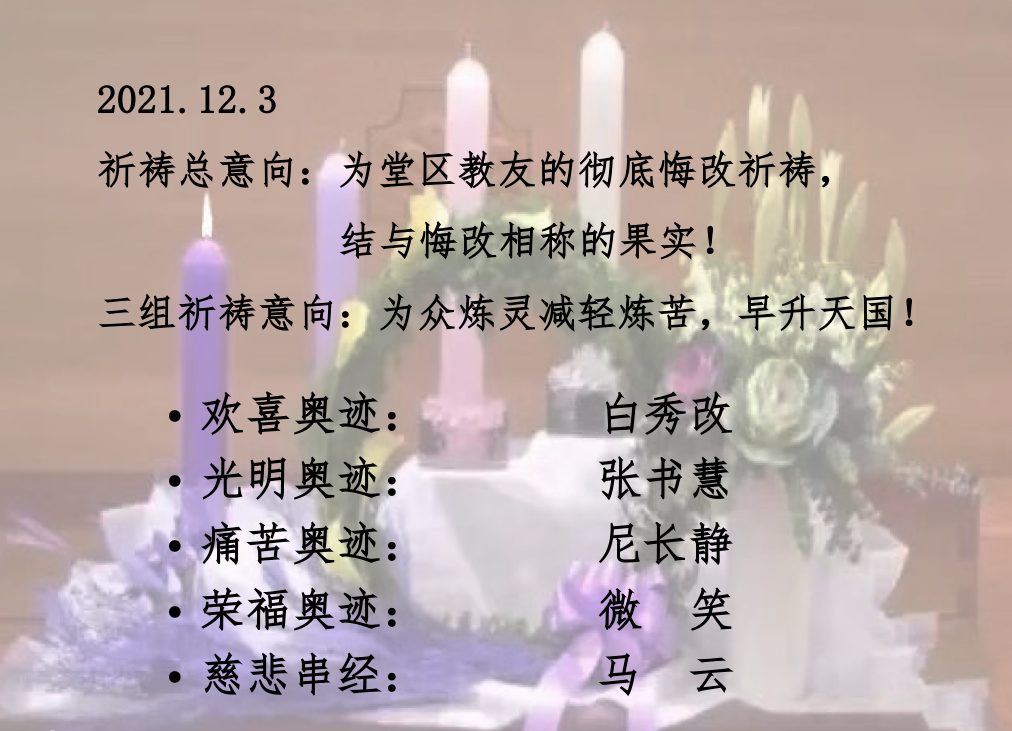 2021.12.3
祈祷总意向：为堂区教友的彻底悔改祈祷，
结与悔改相称的果实！
三组祈祷意向：为众炼灵减轻炼苦，早升天国！
• 欢喜奥迹： 白秀改
• 光明奥迹： 张书慧
• 痛苦奥迹： 尼长静
• 荣福奥迹： 微 笑
• 慈悲串经： 马 云